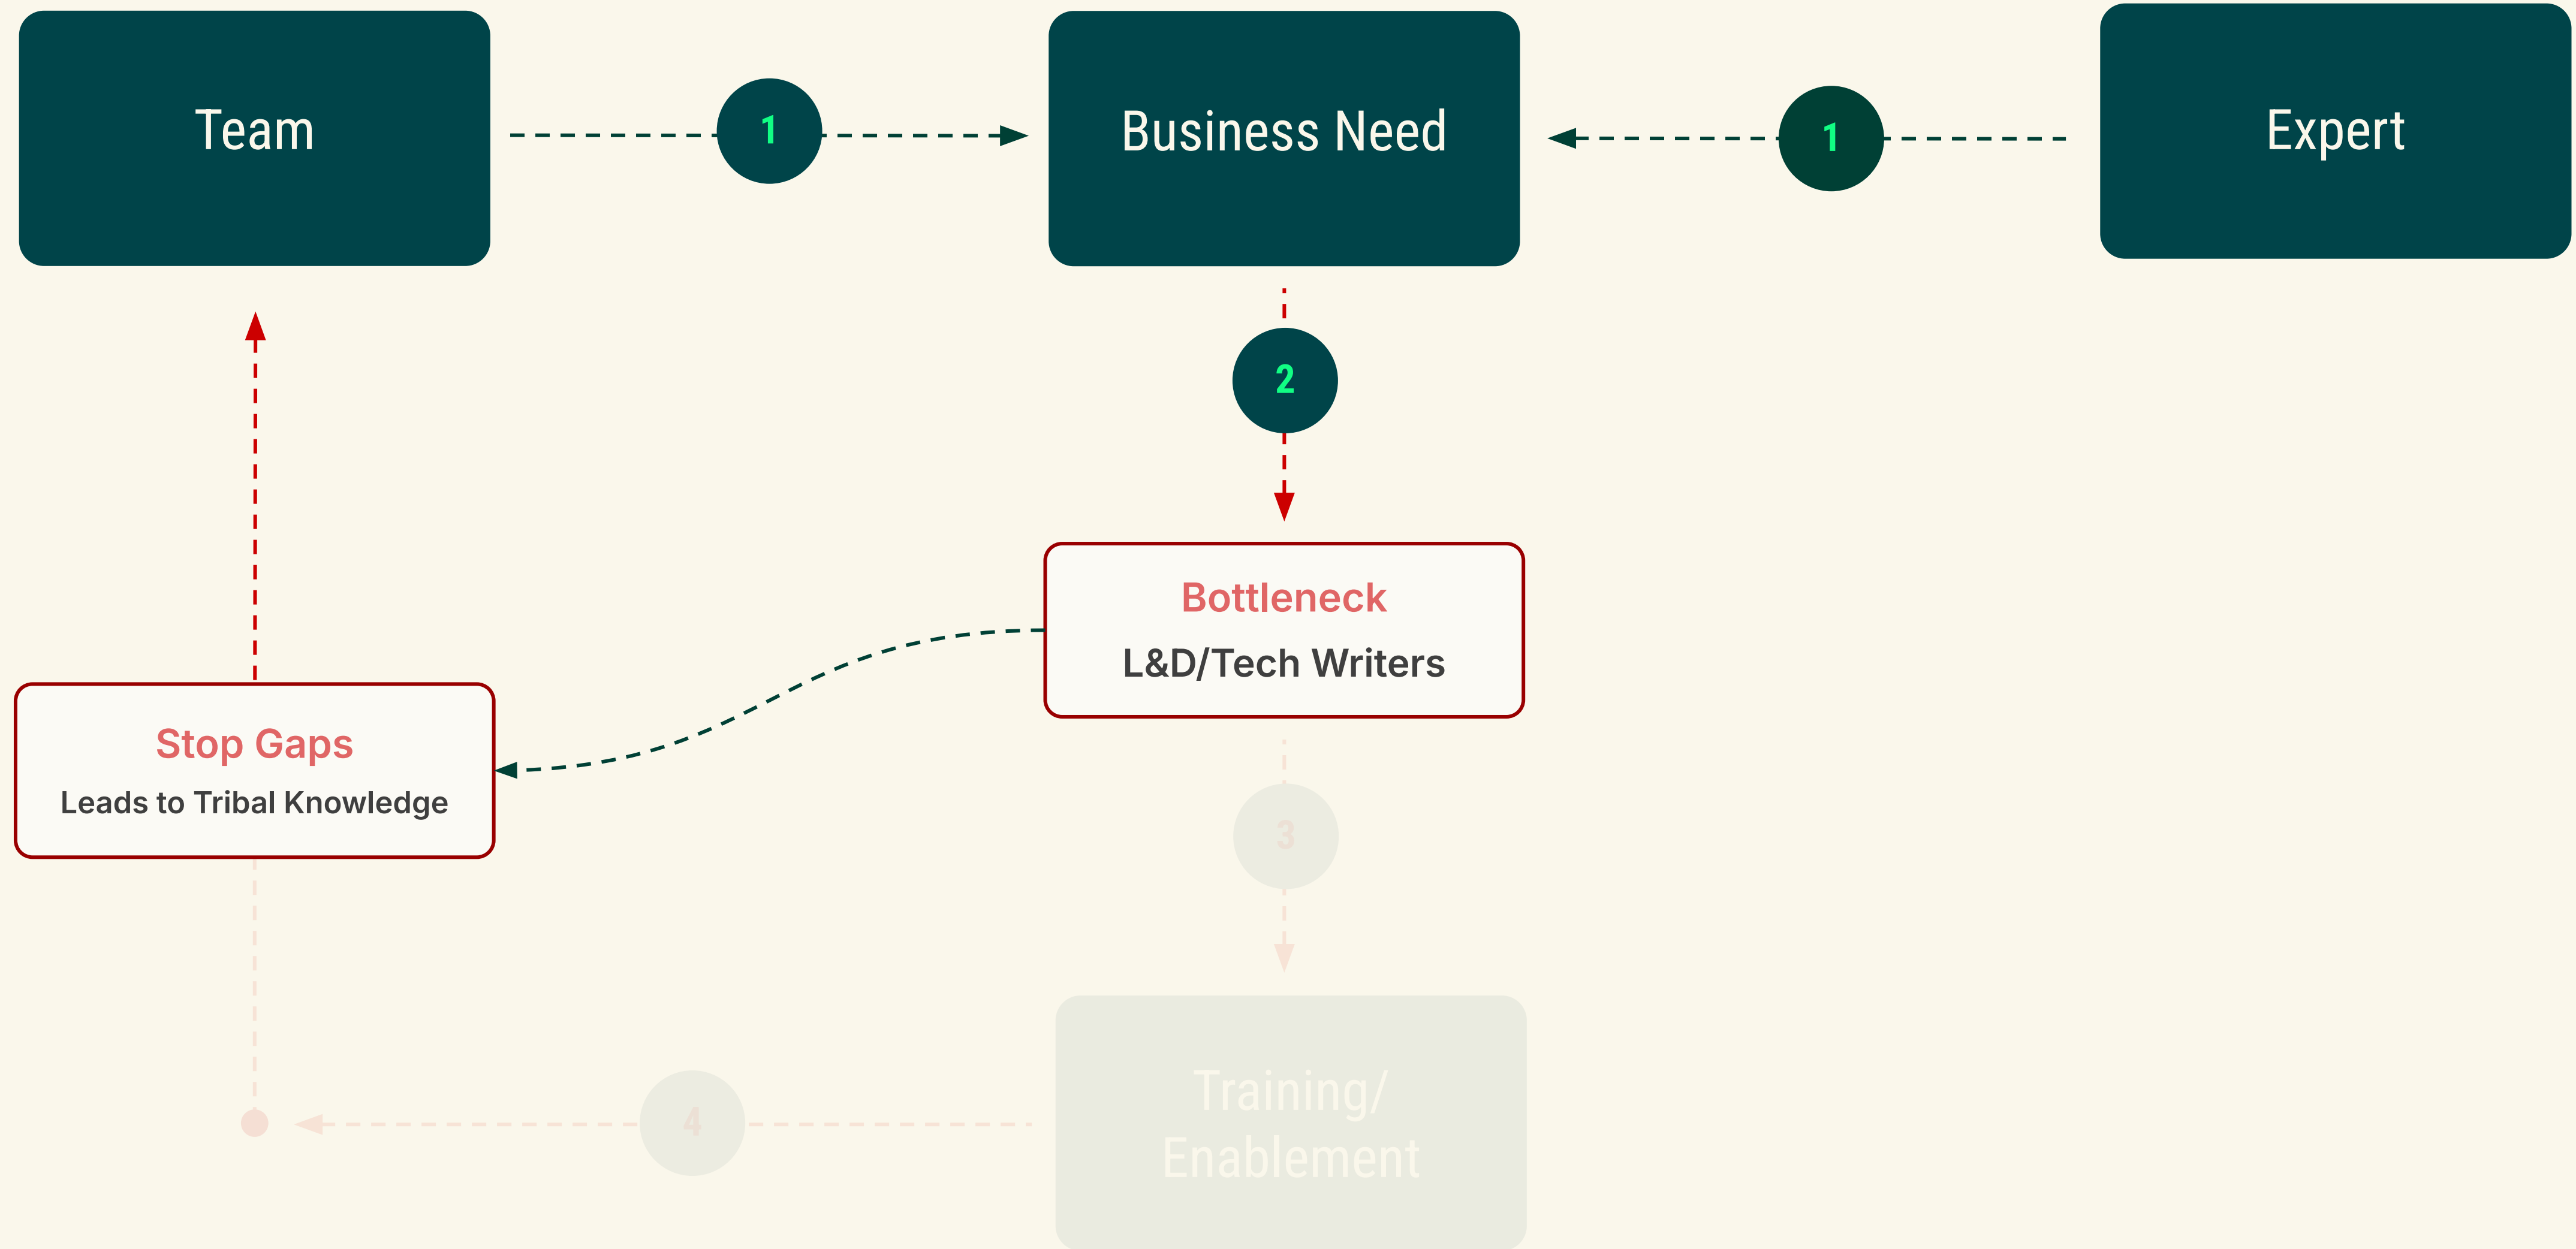 Team
1
Business Need
1
Expert
2
Bottleneck
L&D/Tech Writers
Stop Gaps
Leads to Tribal Knowledge
3
Training/
Enablement
4